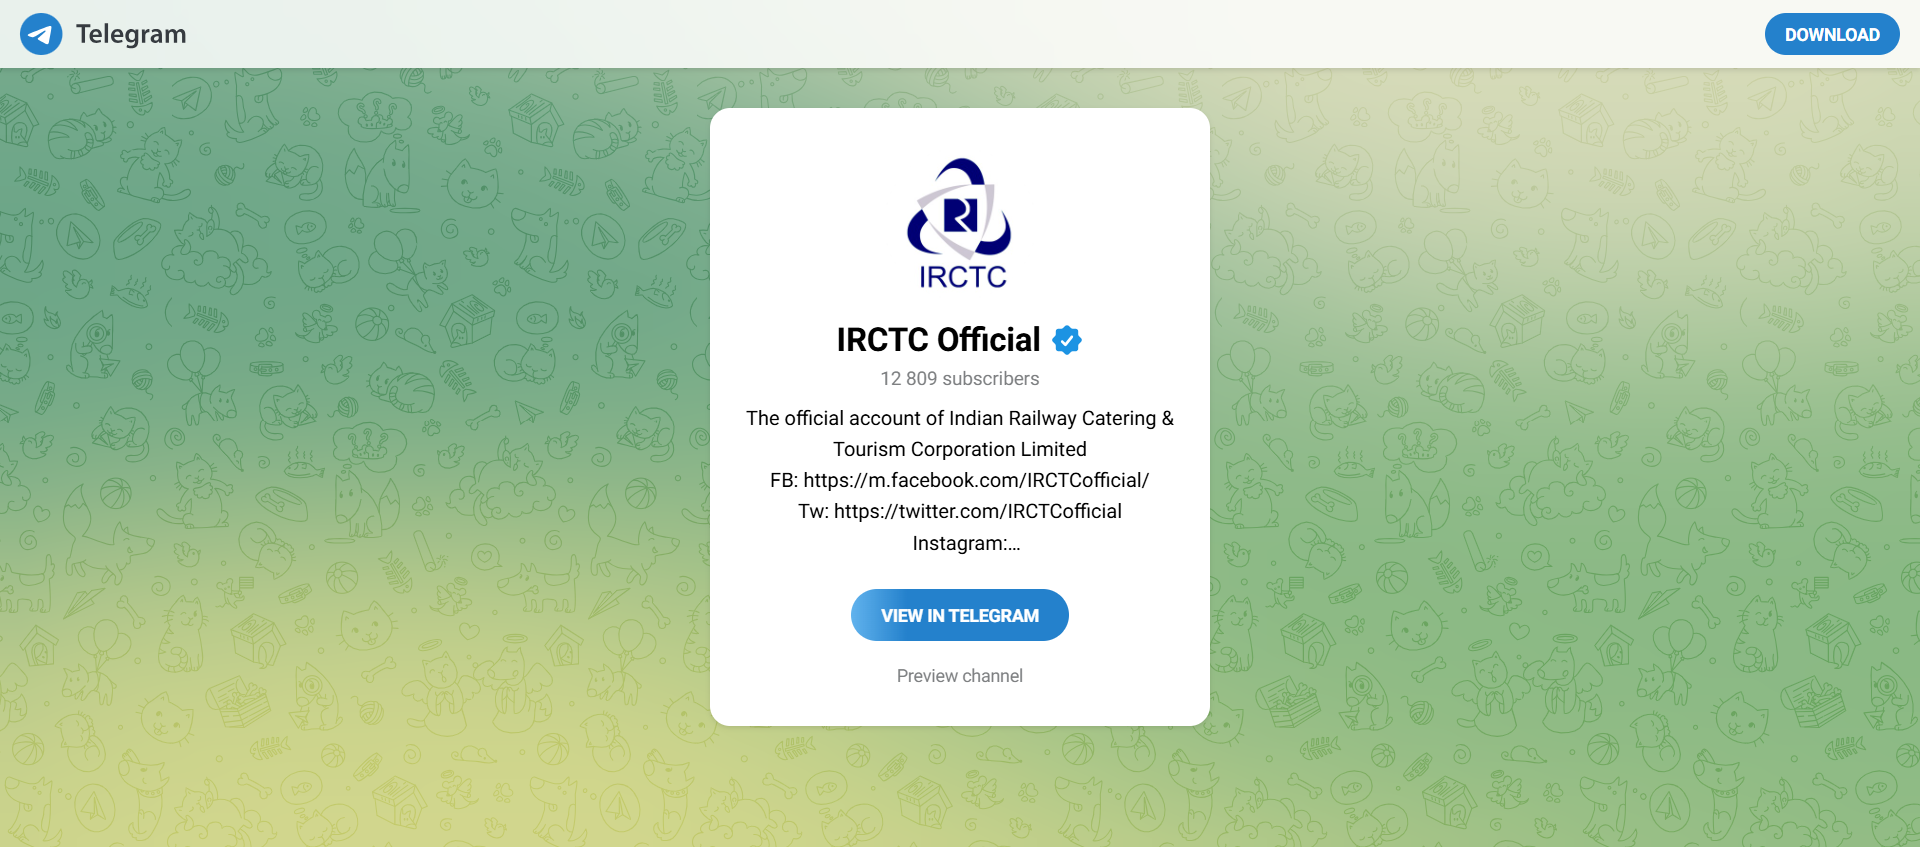 Telegram
DOWNLOAD
IRCTC
IRCTC Official
12 809 subscribers
The official account of Indian Railway Catering &
Tourism Corporation Limited
FB: https://m.facebook.com/IRCTCofficial/
Tw: https://twitter.com/IRCTCofficial
Instagram:...
VIEW IN TELEGRAM
Preview channel